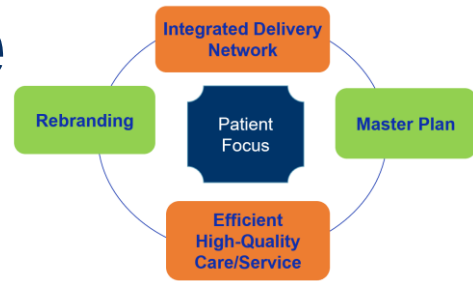 e
Integrated Delivery
Network
Rebranding
Patient
Focus
Master Plan
Efficient
High-Quality
Care/Service